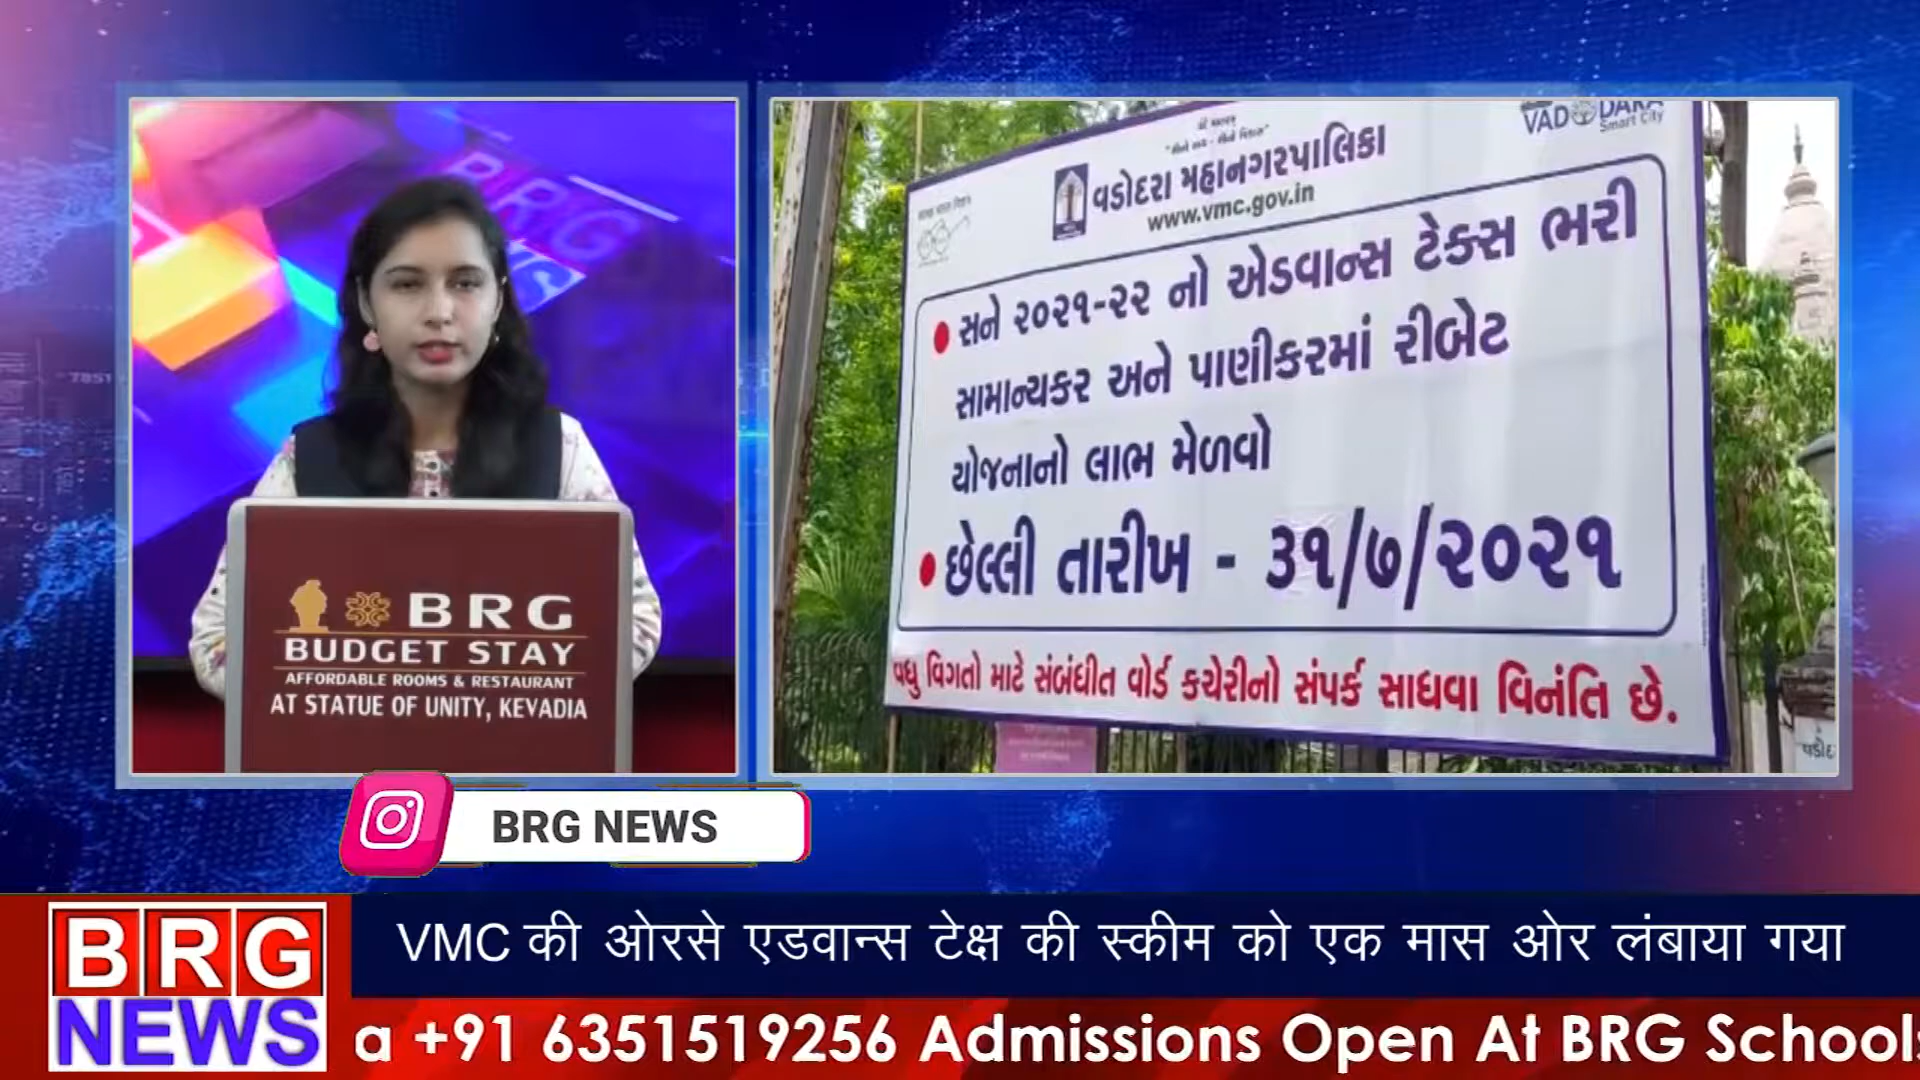 BRG
BRG
BUDGET STAY
AFFORDABLE ROOMS & RESTAURANT
AT STATUE OF UNITY, KEVADIA
VADODARA
Smart City
વડોદરા મહાનગરપાલિકા
www.vmc.gov.in
● સને ૨૦૨૧-૨૨ નો એડવાન્સ ટેક્સ ભરી
સામાન્યકર અને પાણીકરમાં રીબેટ
યોજનાનો લાભ મેળવો
● છેલ્લી તારીખ - ૩૧/૭/૨૦૨૧
વધુ વિગતો માટે સંબંધીત વોર્ડ કચેરીનો સંપર્ક સાધવા વિનંતિ છે.
BRG NEWS
BRG
NEWS
VMC की ओरसे एडवान्स टेक्ष की स्कीम को एक मास ओर लंबाया गया
a +91 6351519256 Admissions Open At BRG Schools